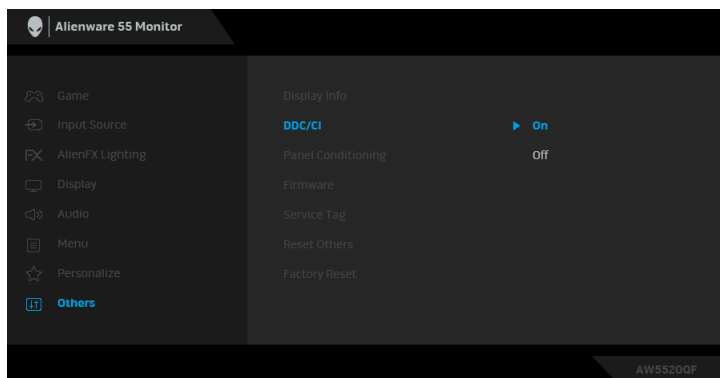 Alienware 55 Monitor
Game
Input Source
AlienFX Lighting
Display
Audio
Menu
Personalize
Others
Display Info
DDC/CI
On
Off
Panel Conditioning
Firmware
Service Tag
Reset Others
Factory Reset
AW5520QF